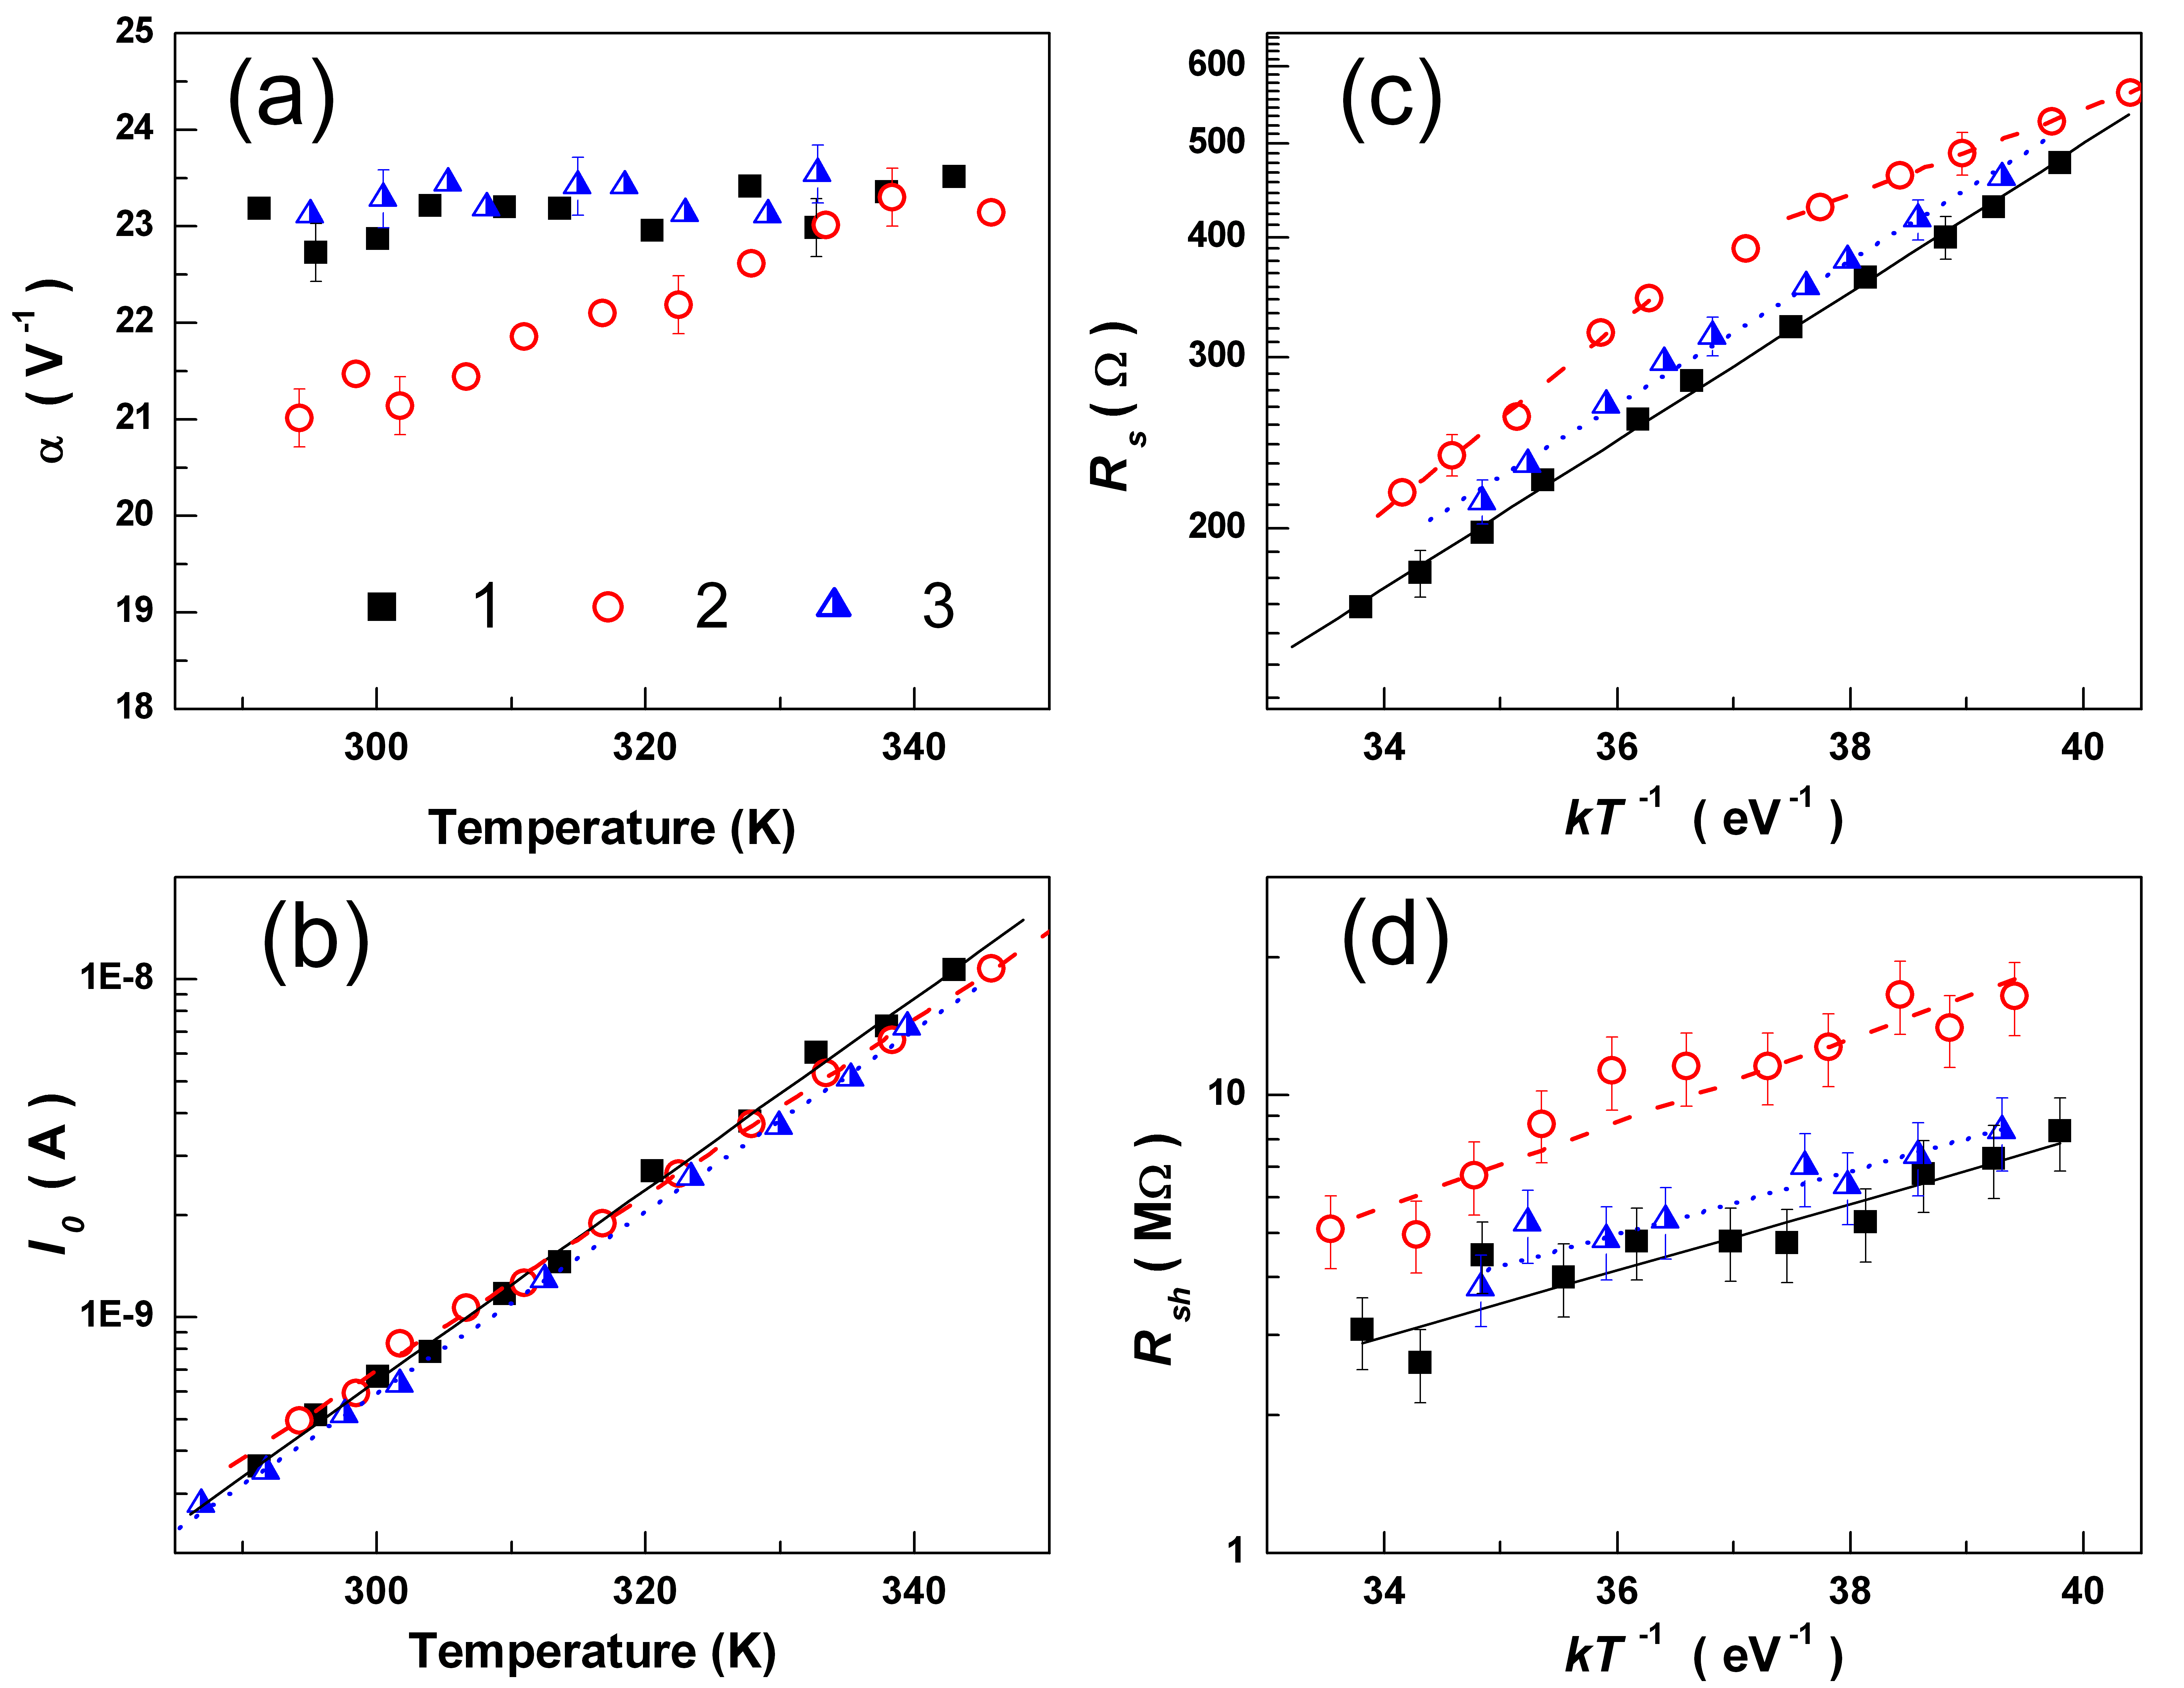 (a)
25
24
23
22
21
20
19
18
α ( V⁻¹ )
1 2 3
300 320 340
Temperature (K)
(c)
600
500
400
300
200
R s ( Ω )
34 36 38 40
kT ⁻¹ ( eV⁻¹ )
(b)
1E-8
1E-9
I 0 ( A )
300 320 340
Temperature (K)
(d)
10
1
R sh ( MΩ )
34 36 38 40
kT ⁻¹ ( eV⁻¹ )